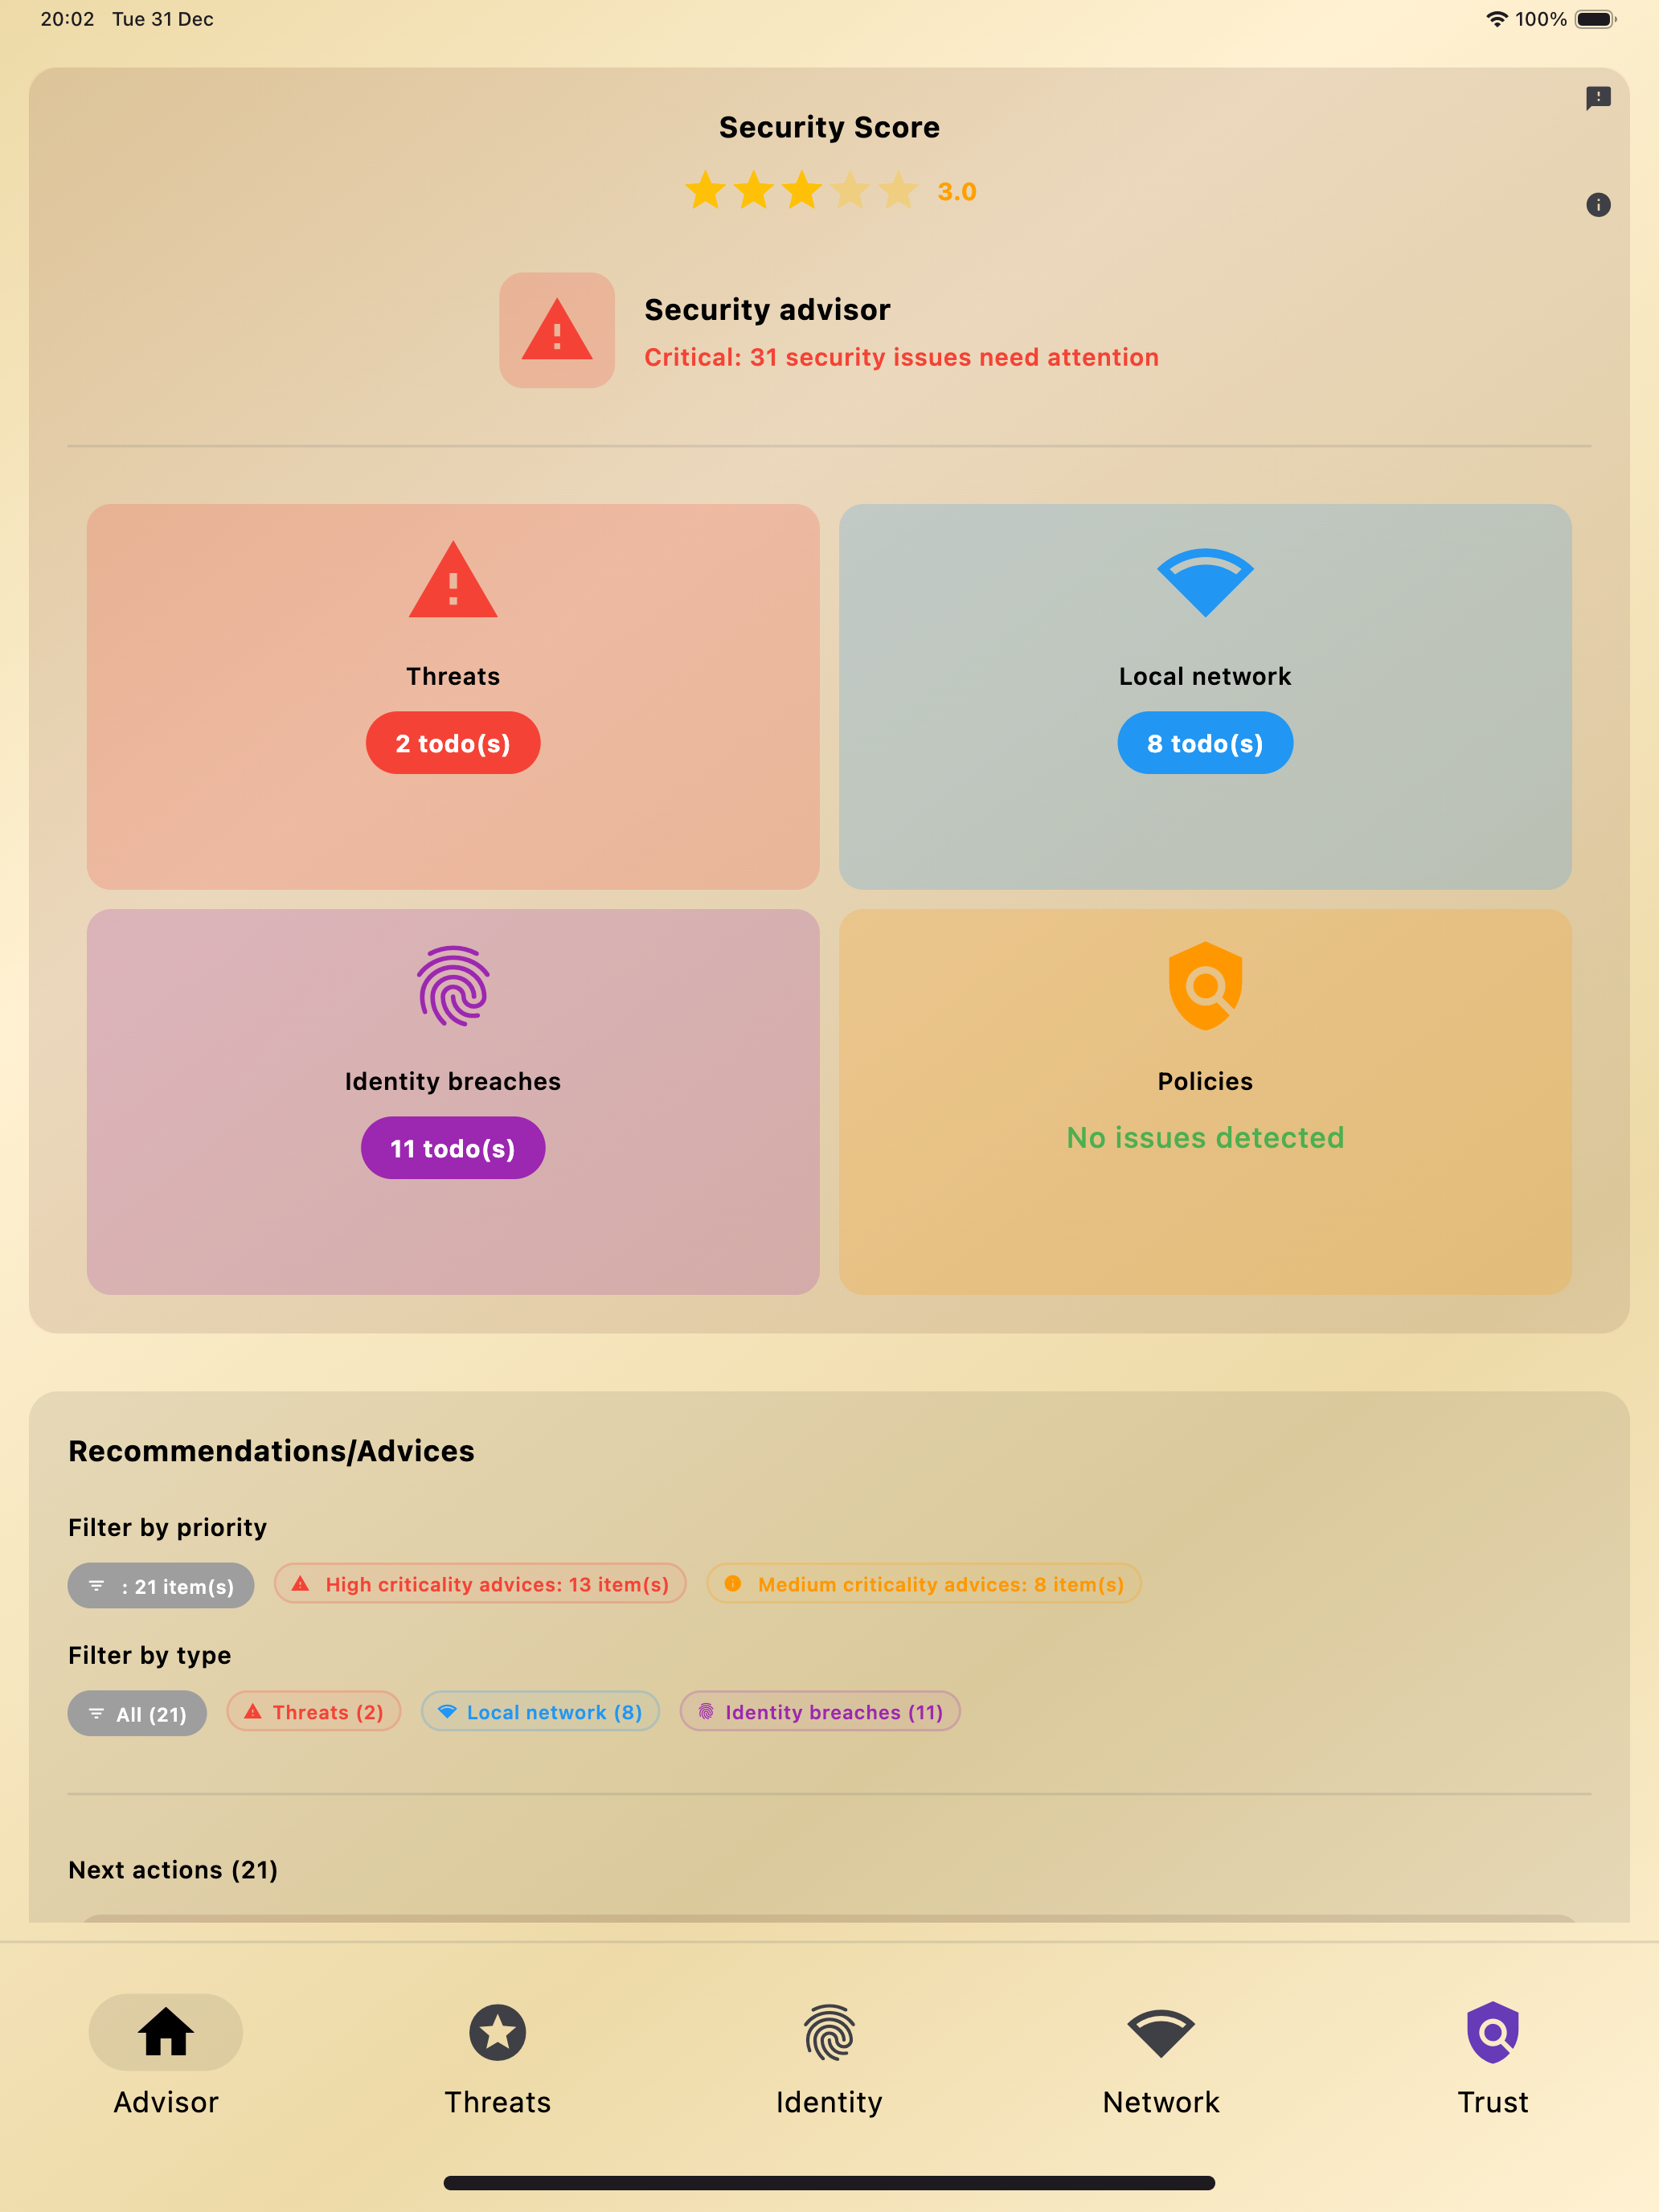 20:02 Tue 31 Dec 100%
Security Score
3.0
Security advisor
Critical: 31 security issues need attention
Threats
2 todo(s)
Local network
8 todo(s)
Identity breaches
11 todo(s)
Policies
No issues detected
Recommendations/Advices
Filter by priority
: 21 item(s) High criticality advices: 13 item(s) Medium criticality advices: 8 item(s)
Filter by type
All (21) Threats (2) Local network (8) Identity breaches (11)
Next actions (21)
Advisor Threats Identity Network Trust